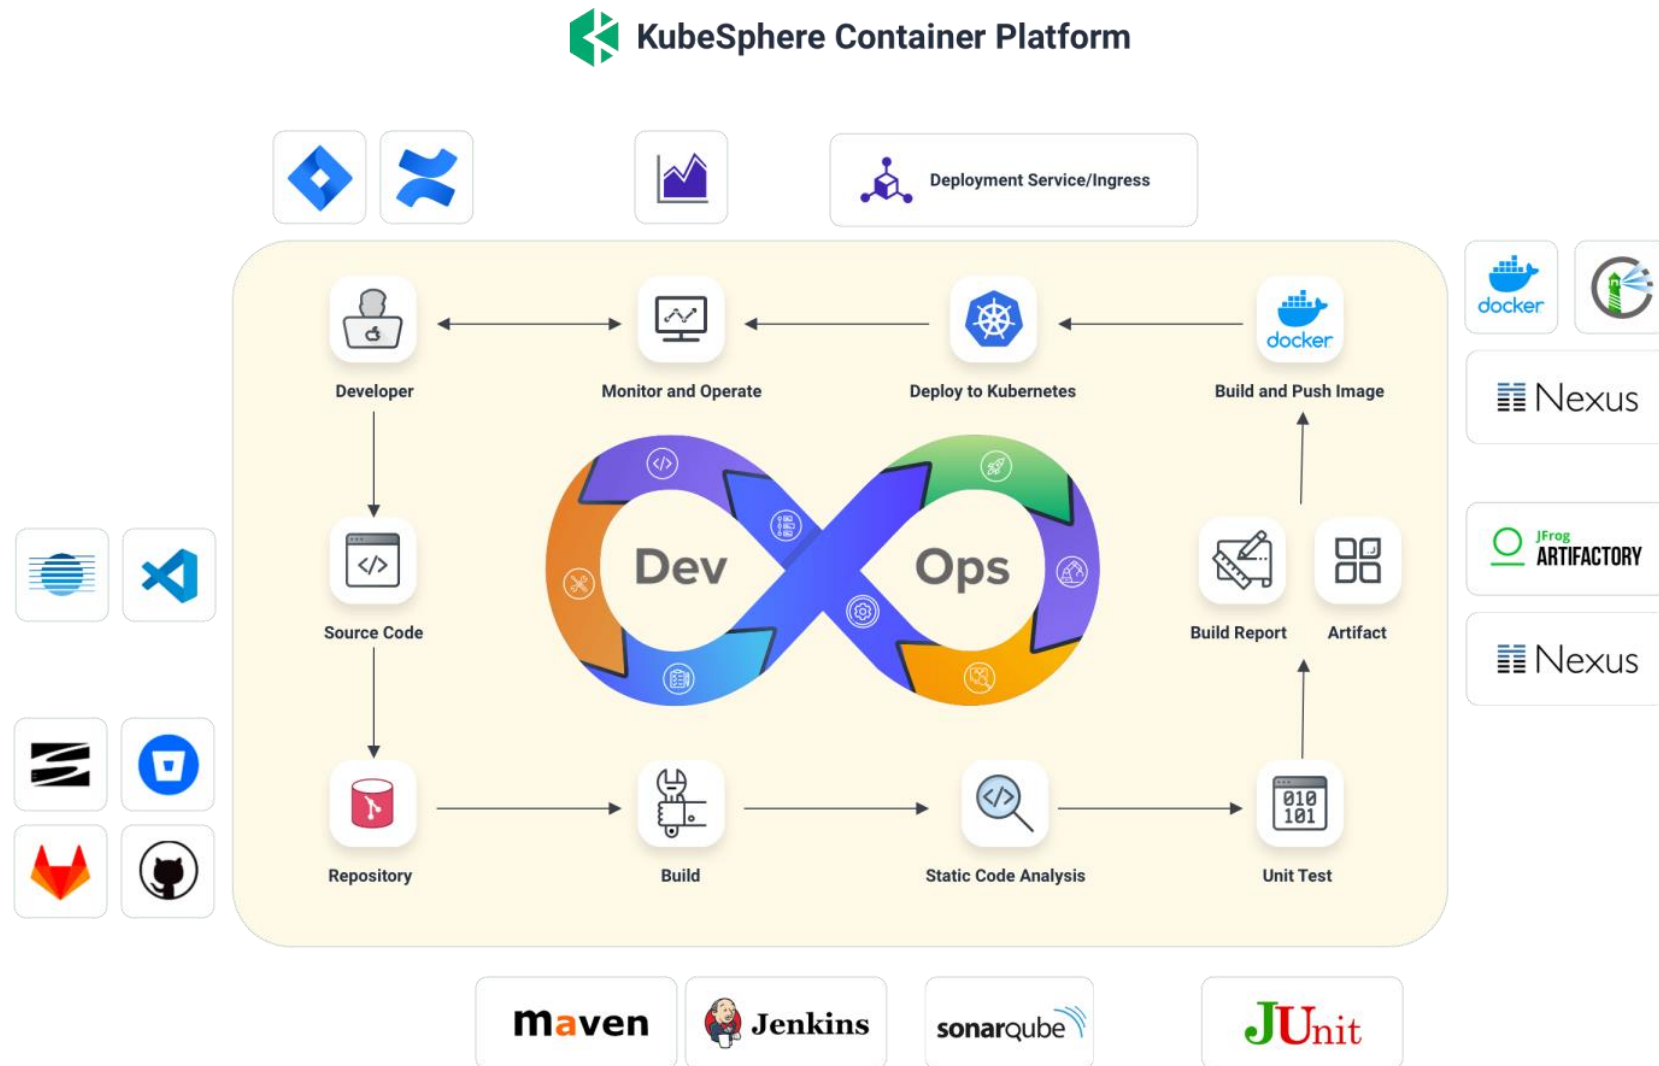 KubeSphere Container Platform
Deployment Service/Ingress
docker
docker
Developer
Monitor and Operate
Deploy to Kubernetes
Build and Push Image
Nexus
Dev
Ops
</>
</>
JFrog
ARTIFACTORY
Source Code
Build Report
Artifact
Nexus
</>
010
101
Repository
Build
Static Code Analysis
Unit Test
maven
Jenkins
sonarqube
JUnit